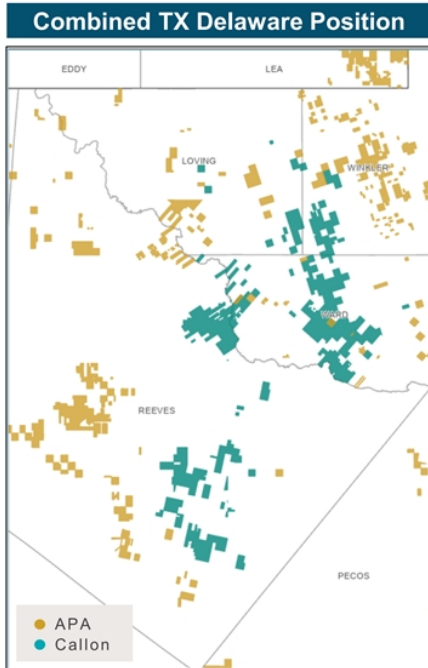 Combined TX Delaware Position
EDDY
LEA
LOVING
WINKLER
WARD
REEVES
PECOS
APA
Callon